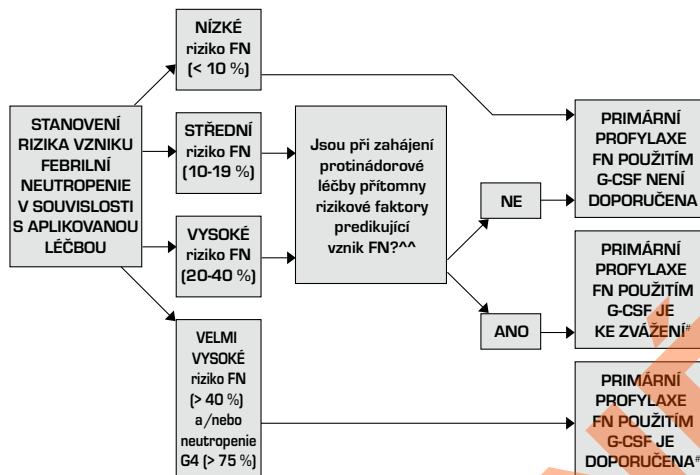 STANOVENÍ
RIZIKA VZNIKU
FEBRILNÍ
NEUTROPENIE
V SOUVISLOSTI
S APLIKOVANOU
LÉČBOU
NÍZKÉ
riziko FN
(< 10 %)
STŘEDNÍ
riziko FN
(10-19 %)
VYSOKÉ
riziko FN
(20-40 %)
VELMI
VYSOKÉ
riziko FN
(> 40 %)
a/nebo
neutropenie
G4 (> 75 %)
Jsou při zahájení
protinádorové
léčby přítomny
rizikové faktory
predikující
vznik FN?^^
NE
ANO
PRIMÁRNÍ
PROFYLAXE
FN POUŽITÍM
G-CSF NENÍ
DOPORUČENA
PRIMÁRNÍ
PROFYLAXE
FN POUŽITÍM
G-CSF JE
KE ZVÁŽENÍ#
PRIMÁRNÍ
PROFYLAXE
FN POUŽITÍM
G-CSF JE
DOPORUČENA#